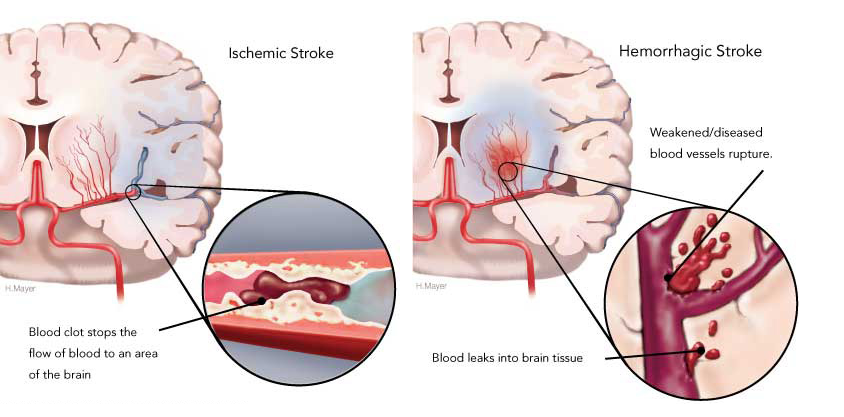 Ischemic Stroke
H.Mayer
Blood clot stops the
flow of blood to an area
of the brain
Hemorrhagic Stroke
Weakened/diseased
blood vessels rupture.
H.Mayer
Blood leaks into brain tissue